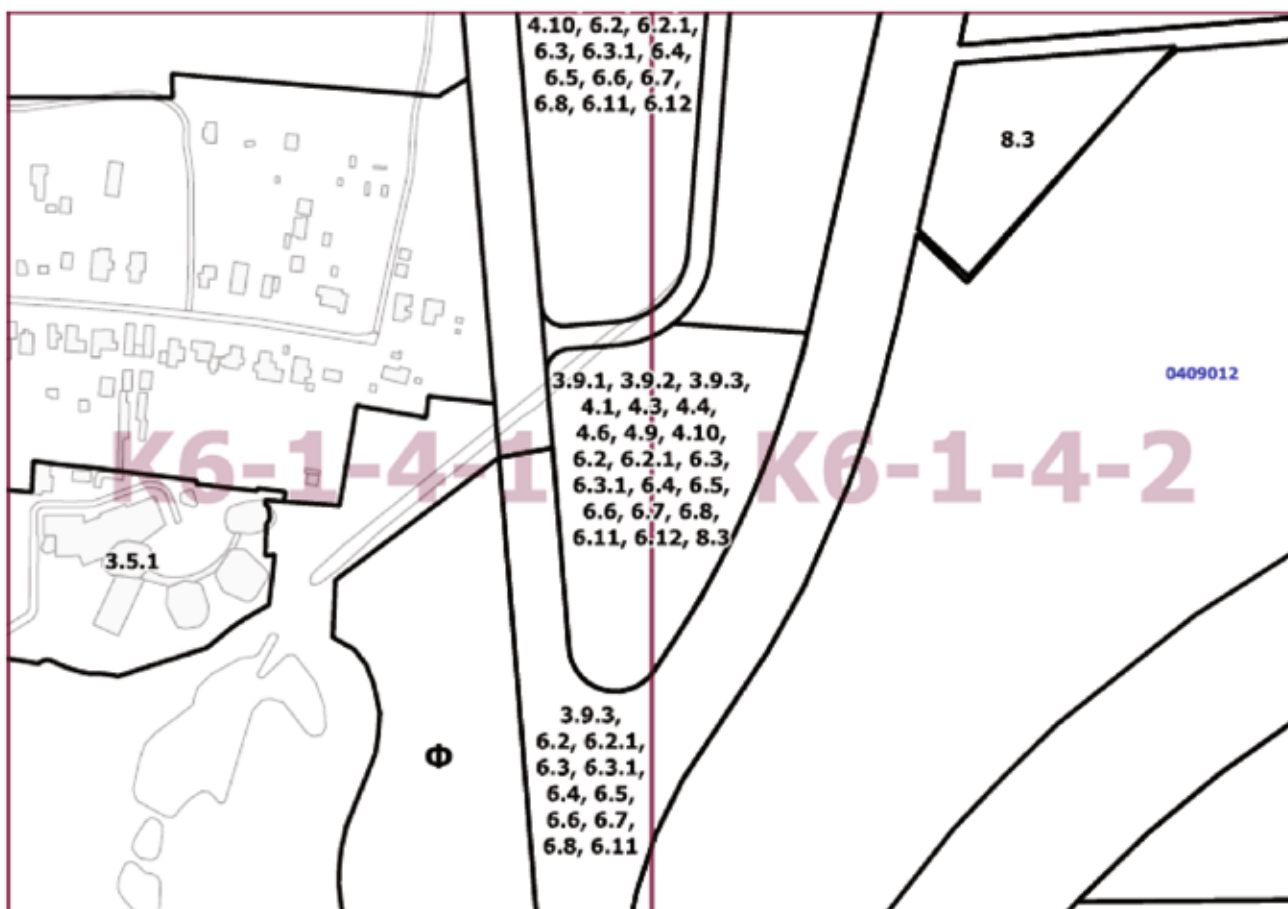 4.10, 6.2, 6.2.1,
6.3, 6.3.1, 6.4,
6.5, 6.6, 6.7,
6.8, 6.11, 6.12
8.3
0409012
3.9.1, 3.9.2, 3.9.3,
4.1, 4.3, 4.4,
4.6, 4.9, 4.10,
6.2, 6.2.1, 6.3,
6.3.1, 6.4, 6.5,
6.6, 6.7, 6.8,
6.11, 6.12, 8.3
К6-1-4-1
К6-1-4-2
3.5.1
3.9.3,
6.2, 6.2.1,
6.3, 6.3.1,
6.4, 6.5,
6.6, 6.7,
6.8, 6.11
Ф